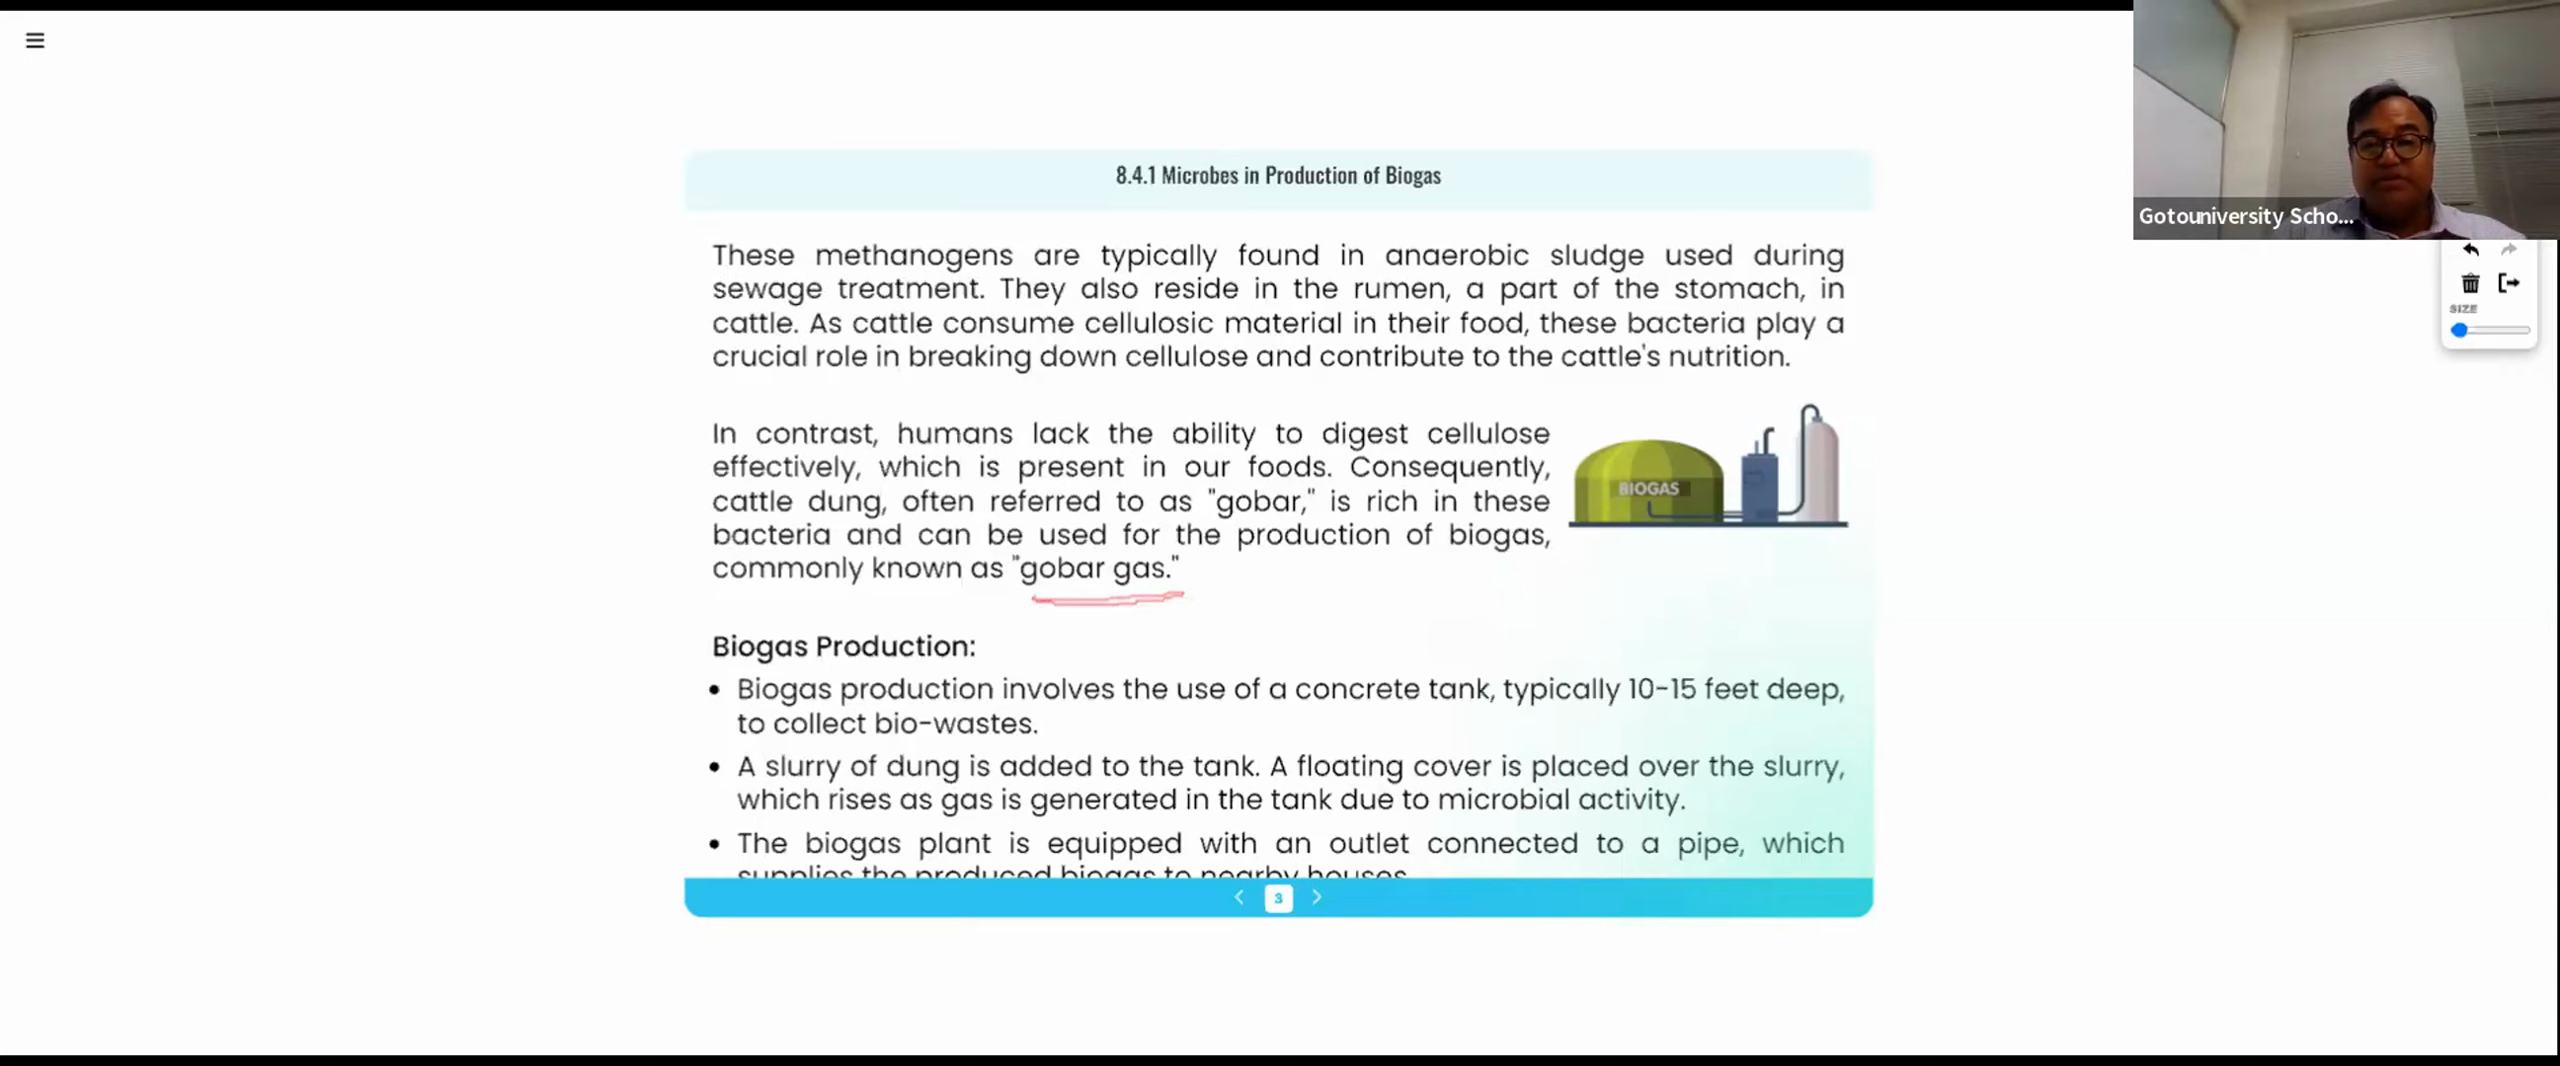 8.4.1 Microbes in Production of Biogas
Gotouniversity Scho...
SIZE
These methanogens are typically found in anaerobic sludge used during
sewage treatment. They also reside in the rumen, a part of the stomach, in
cattle. As cattle consume cellulosic material in their food, these bacteria play a
crucial role in breaking down cellulose and contribute to the cattle's nutrition.
In contrast, humans lack the ability to digest cellulose
effectively, which is present in our foods. Consequently,
cattle dung, often referred to as "gobar," is rich in these
bacteria and can be used for the production of biogas,
commonly known as "gobar gas."
BIOGAS
Biogas Production:
• Biogas production involves the use of a concrete tank, typically 10-15 feet deep,
to collect bio-wastes.
• A slurry of dung is added to the tank. A floating cover is placed over the slurry,
which rises as gas is generated in the tank due to microbial activity.
• The biogas plant is equipped with an outlet connected to a pipe, which
supplies the produced biogas to nearby houses.
< 3 >